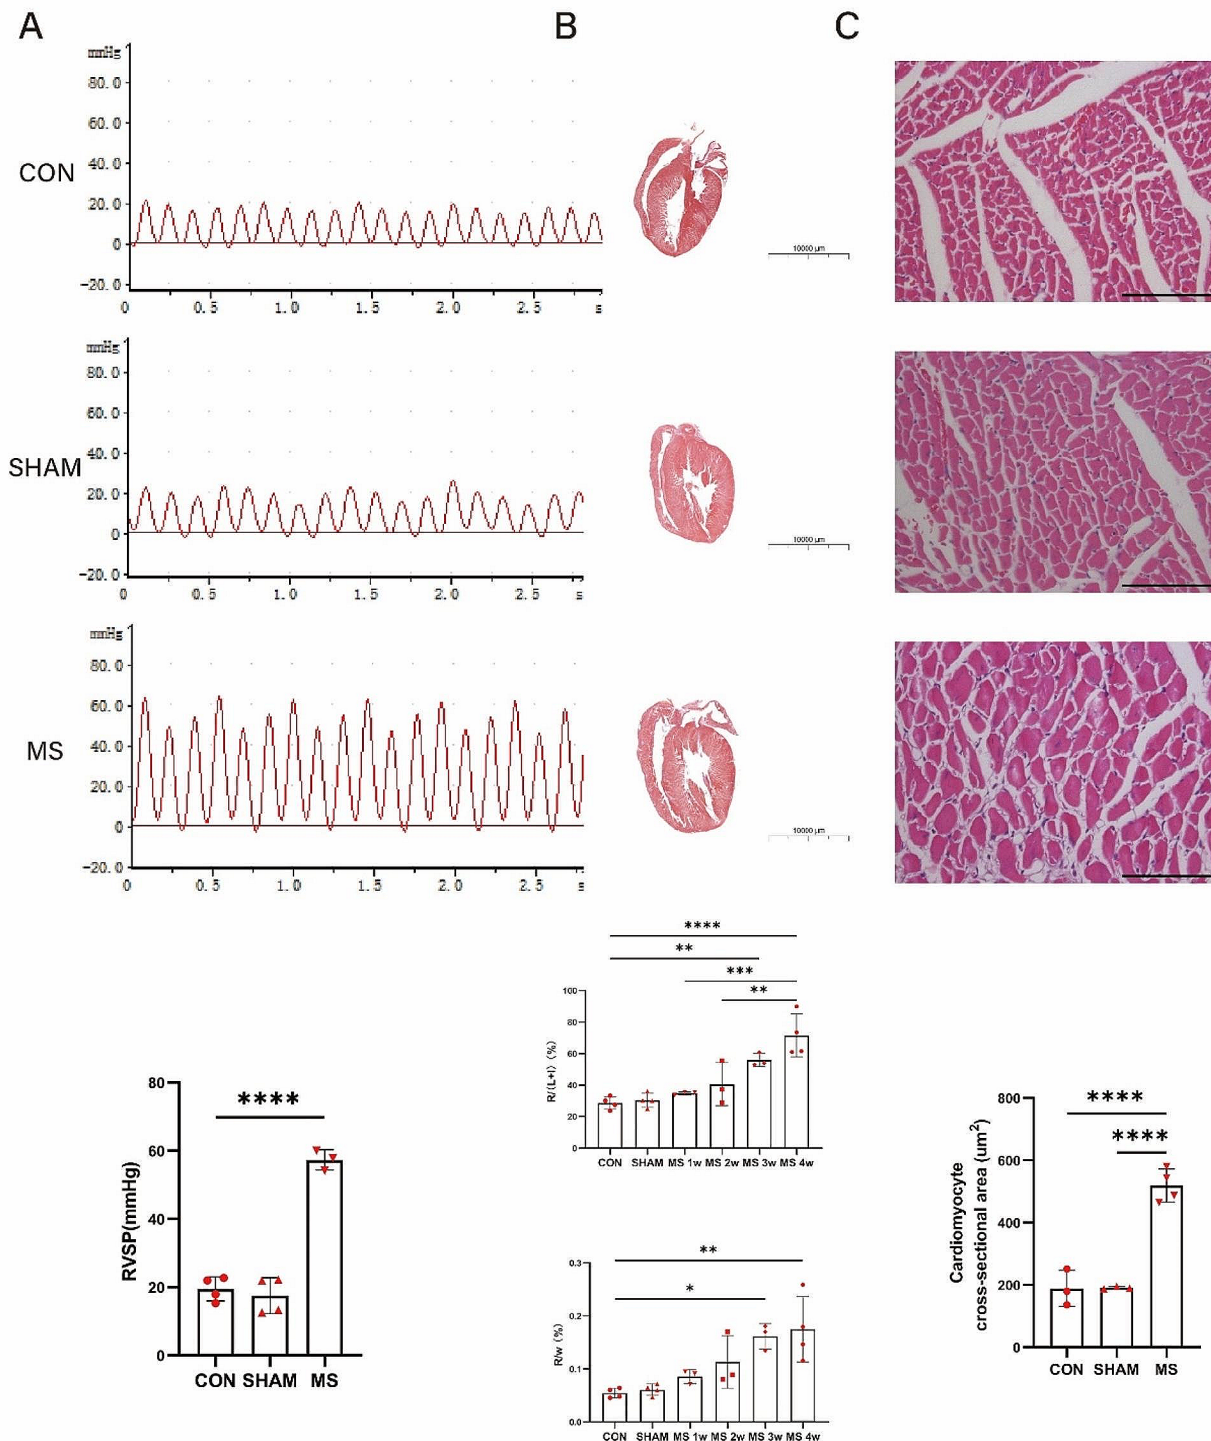 A
B
C
mmHg
80.0
60.0
40.0
20.0
0
-20.0
0 0.5 1.0 1.5 2.0 2.5 s
CON
10000 µm
mmHg
80.0
60.0
40.0
20.0
0
-20.0
0 0.5 1.0 1.5 2.0 2.5 s
SHAM
10000 µm
mmHg
80.0
60.0
40.0
20.0
0
-20.0
0 0.5 1.0 1.5 2.0 2.5 s
MS
10000 µm
****
RVSP(mmHg)
80
60
40
20
0
CON SHAM MS
****
**
***
**
R/(L+I) (%)
100
80
60
40
20
0
CON SHAM MS 1w MS 2w MS 3w MS 4w
**
*
R/w (%)
0.3
0.2
0.1
0.0
CON SHAM MS 1w MS 2w MS 3w MS 4w
****
****
Cardiomyocyte
cross-sectional area (um²)
800
600
400
200
0
CON SHAM MS